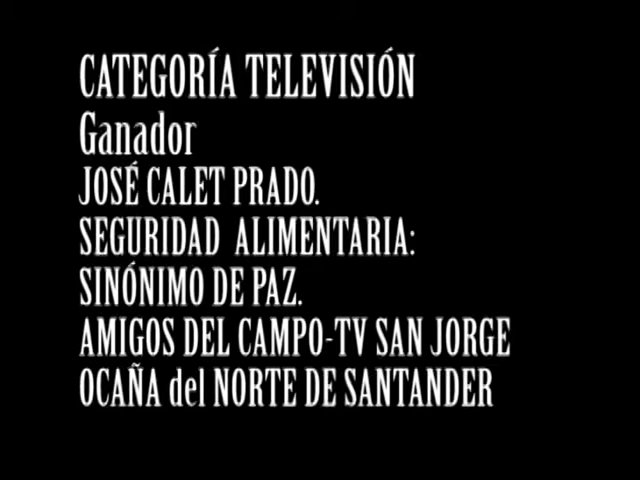 CATEGORÍA TELEVISIÓN
Ganador
JOSÉ CALET PRADO.
SEGURIDAD ALIMENTARIA:
SINÓNIMO DE PAZ.
AMIGOS DEL CAMPO-TV SAN JORGE
OCAÑA del NORTE DE SANTANDER